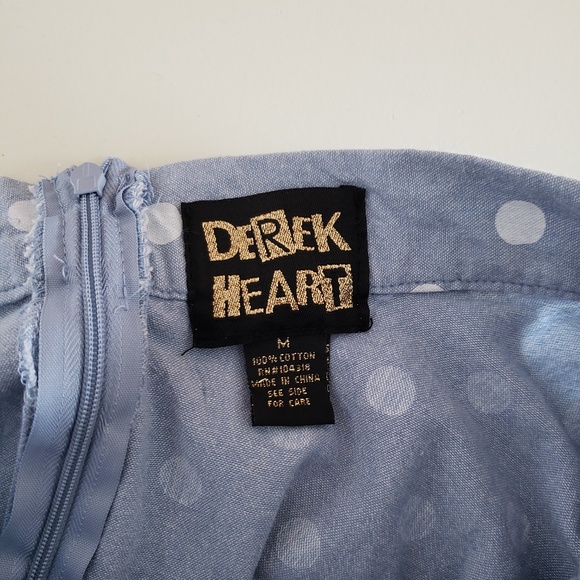 DEREK
HEART
M
100% COTTON
RN#104318
MADE IN CHINA
SEE SIDE
FOR CARE